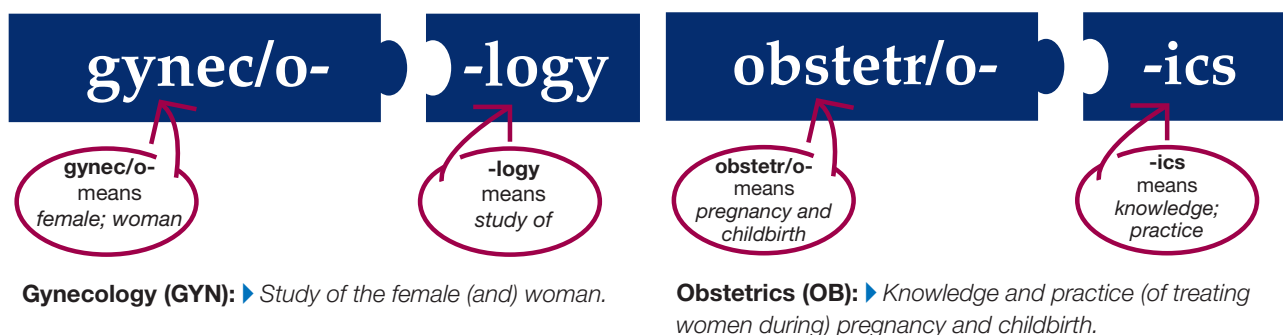 gynec/o-
-logy
gynec/o-
means
female; woman
-logy
means
study of
Gynecology (GYN): ▶ Study of the female (and) woman.
obstetr/o-
-ics
obstetr/o-
means
pregnancy and
childbirth
-ics
means
knowledge;
practice
Obstetrics (OB): ▶ Knowledge and practice (of treating
women during) pregnancy and childbirth.